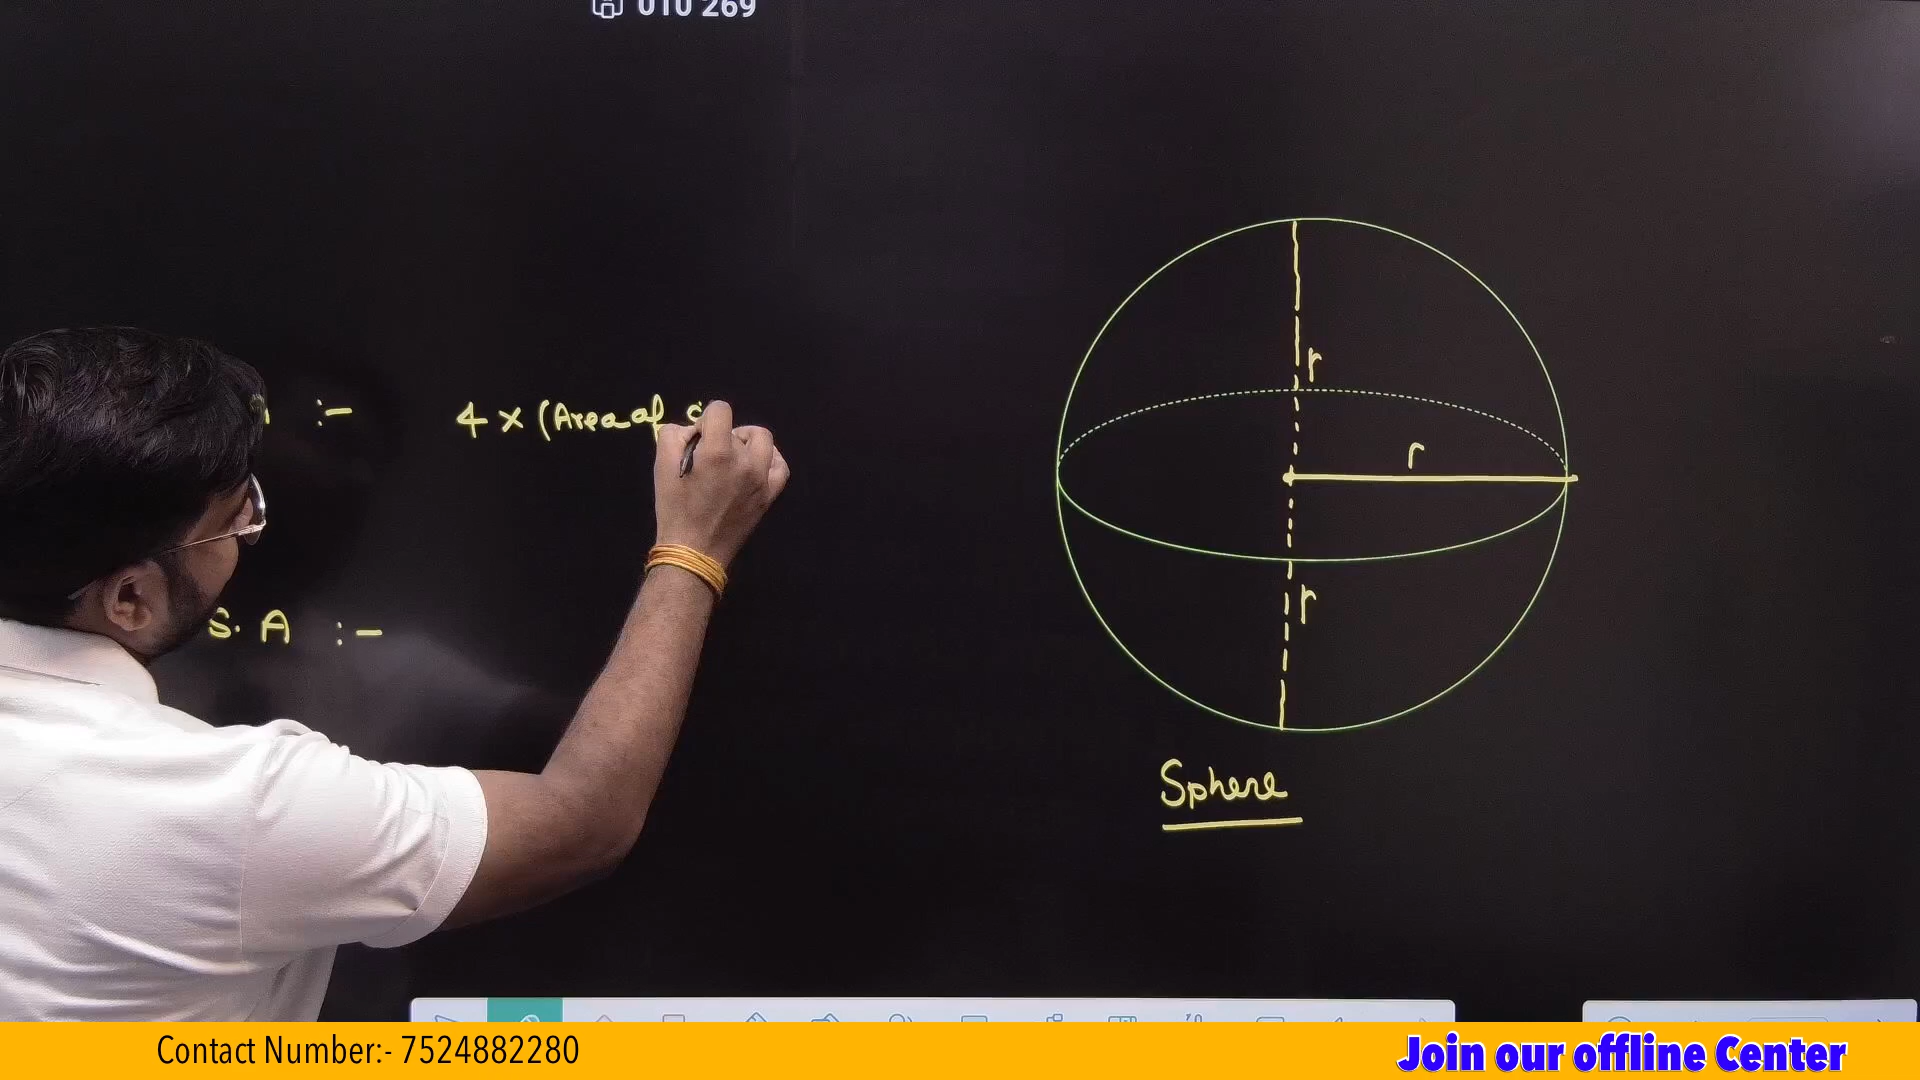 010 269
:- 4 × (Area of
r
r
S. A :-
r
Sphere
Contact Number:- 7524882280
Join our offline Center